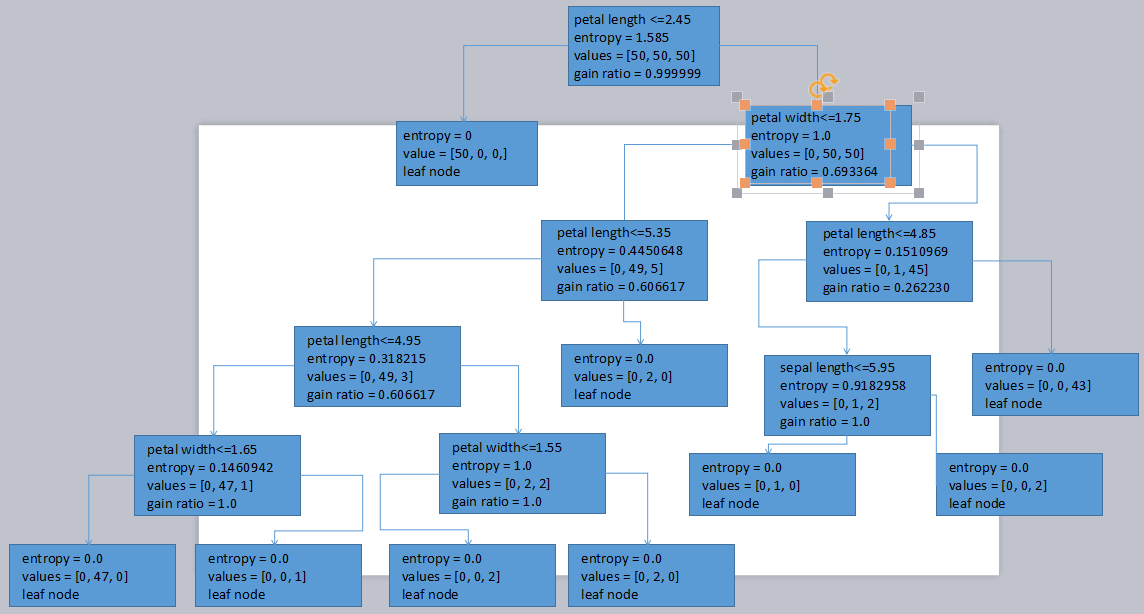 petal length <=2.45
entropy = 1.585
values = [50, 50, 50]
gain ratio = 0.999999
petal width<=1.75
entropy = 1.0
values = [0, 50, 50]
gain ratio = 0.693364
entropy = 0
value = [50, 0, 0,]
leaf node
petal length<=5.35
entropy = 0.4450648
values = [0, 49, 5]
gain ratio = 0.606617
petal length<=4.85
entropy = 0.1510969
values = [0, 1, 45]
gain ratio = 0.262230
petal length<=4.95
entropy = 0.318215
values = [0, 49, 3]
gain ratio = 0.606617
entropy = 0.0
values = [0, 2, 0]
leaf node
sepal length<=5.95
entropy = 0.9182958
values = [0, 1, 2]
gain ratio = 1.0
entropy = 0.0
values = [0, 0, 43]
leaf node
petal width<=1.65
entropy = 0.1460942
values = [0, 47, 1]
gain ratio = 1.0
petal width<=1.55
entropy = 1.0
values = [0, 2, 2]
gain ratio = 1.0
entropy = 0.0
values = [0, 1, 0]
leaf node
entropy = 0.0
values = [0, 0, 2]
leaf node
entropy = 0.0
values = [0, 47, 0]
leaf node
entropy = 0.0
values = [0, 0, 1]
leaf node
entropy = 0.0
values = [0, 0, 2]
leaf node
entropy = 0.0
values = [0, 2, 0]
leaf node